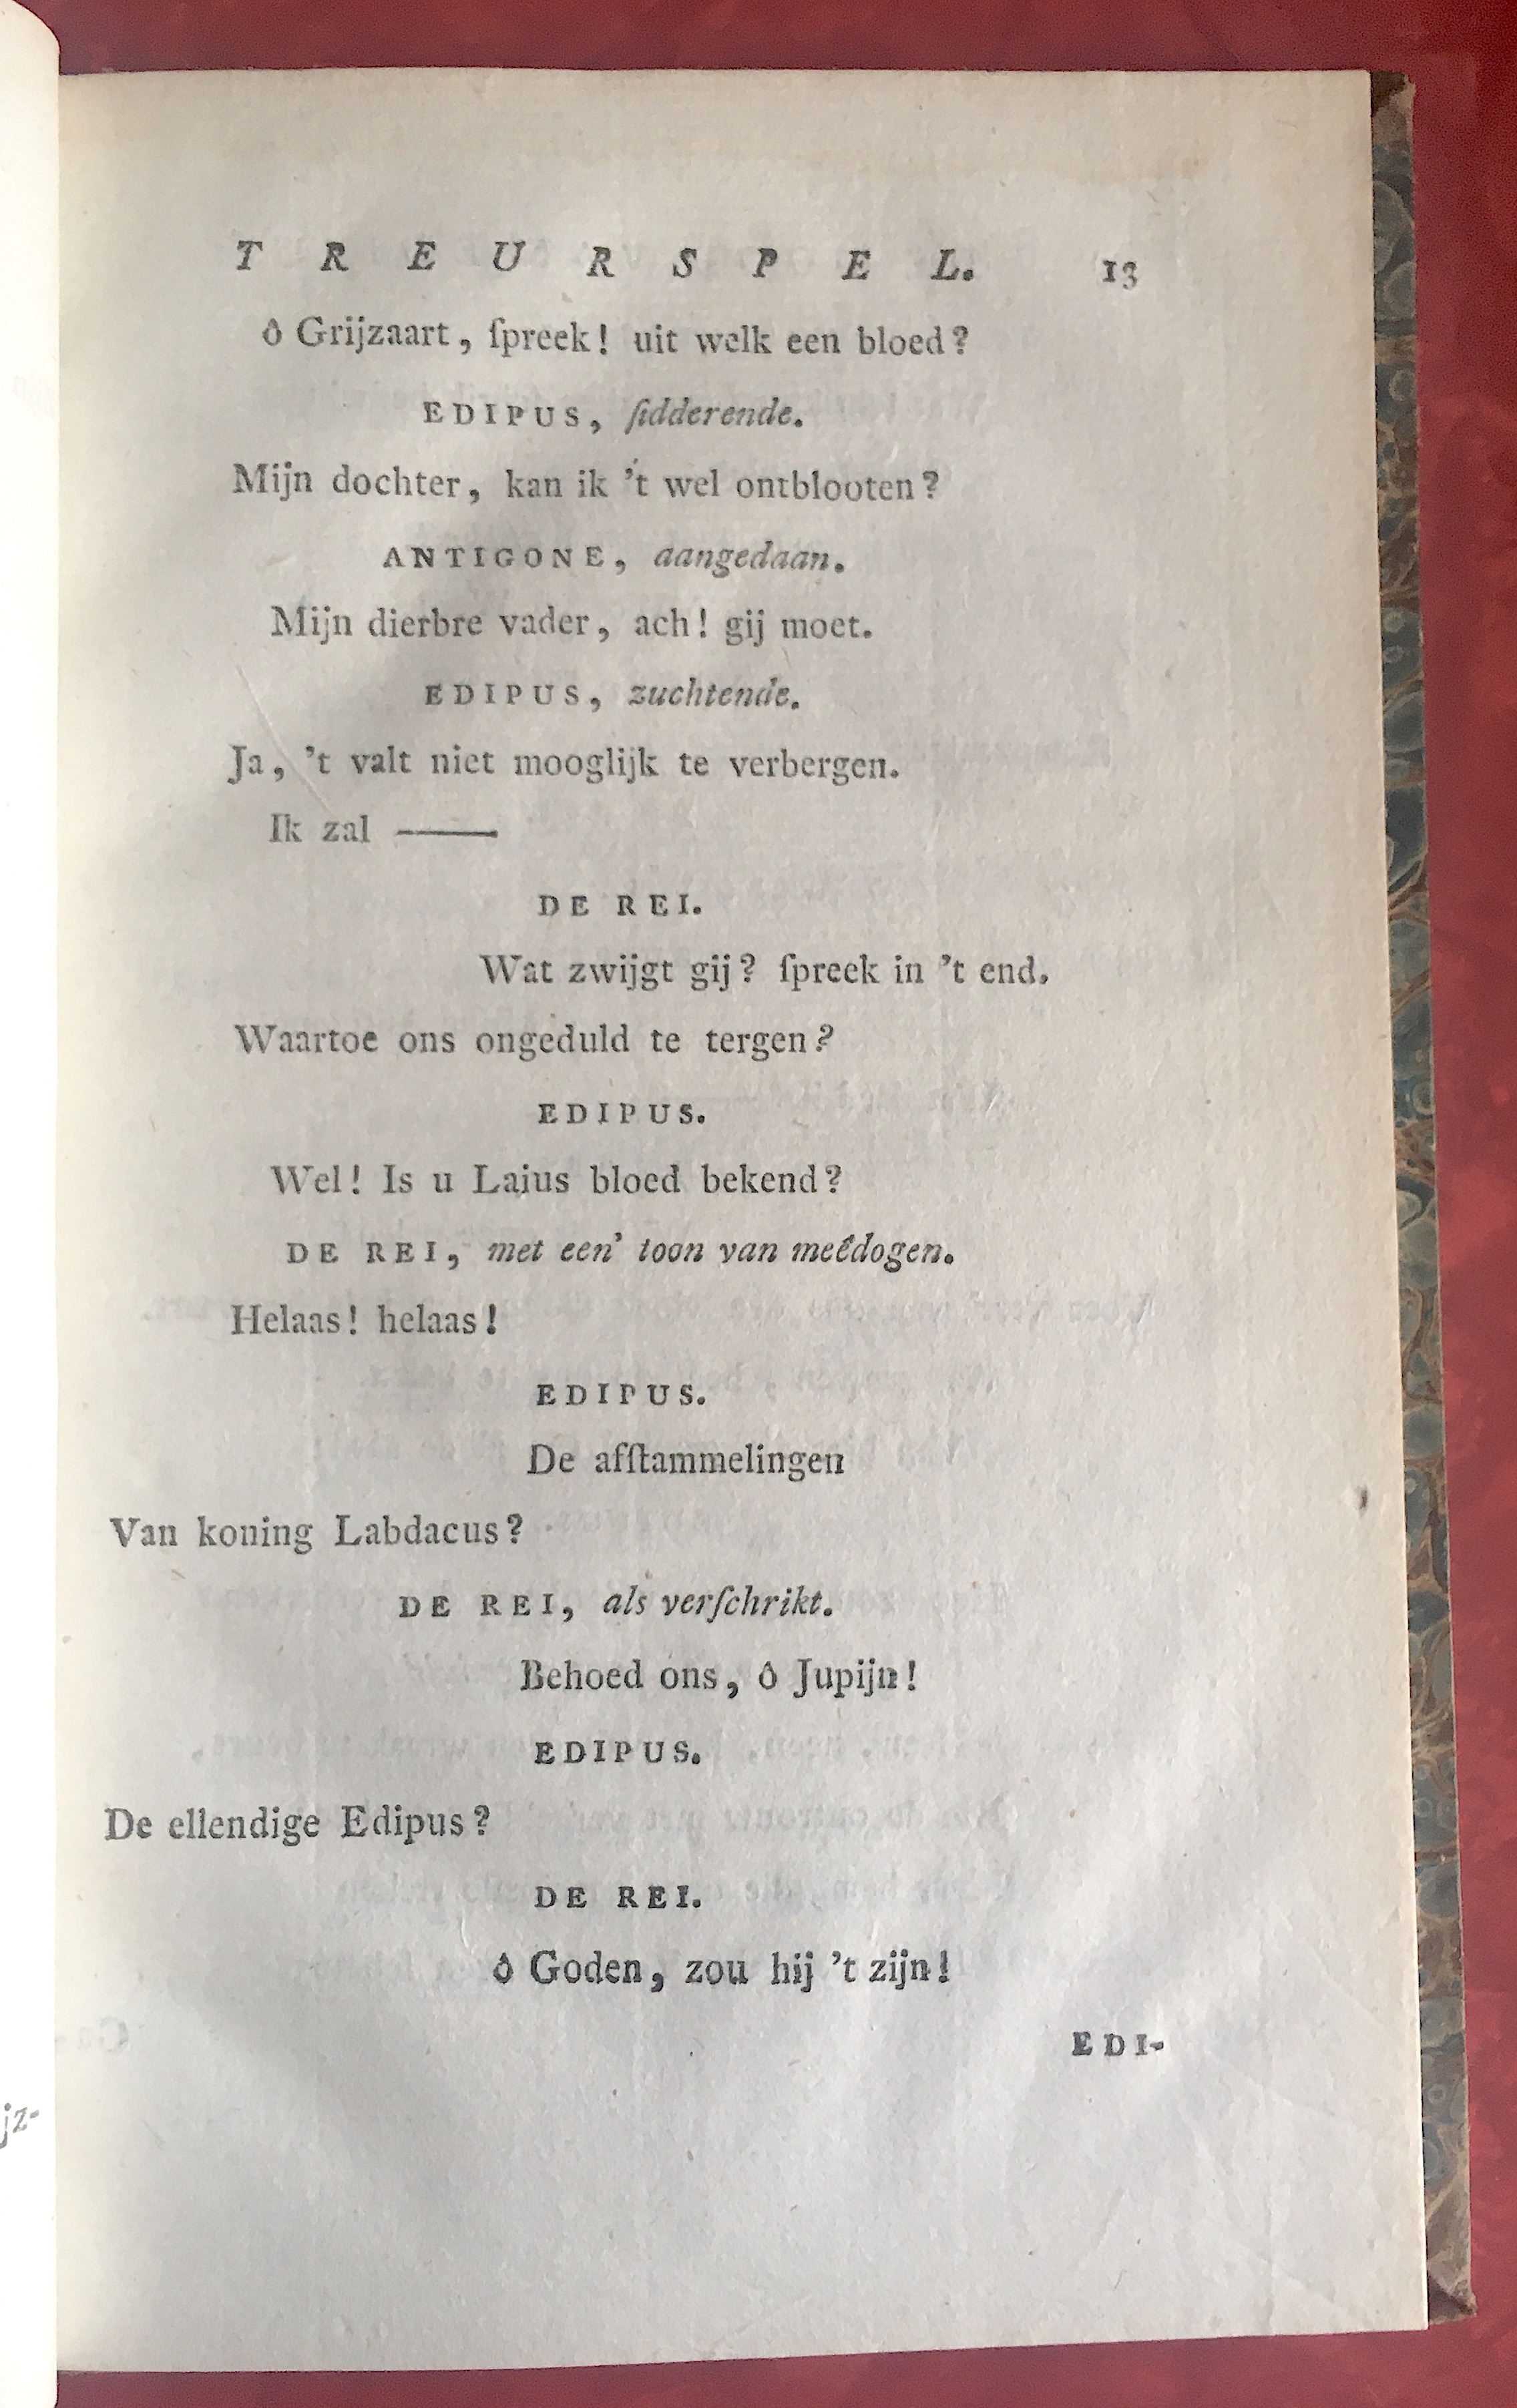 TREURSPEL. 13
ô Grijzaart, ſpreek! uit welk een bloed?
EDIPUS, ſidderende.
Mijn dochter, kan ik 't wel ontblooten?
ANTIGONE, aangedaan.
Mijn dierbre vader, ach! gij moet.
EDIPUS, zuchtende.
Ja, 't valt niet mooglijk te verbergen.
Ik zal ——
DE REI.
Wat zwijgt gij? ſpreek in 't end.
Waartoe ons ongeduld te tergen?
EDIPUS.
Wel! Is u Laius bloed bekend?
DE REI, met een' toon van meêdogen.
Helaas! helaas!
EDIPUS.
De afſtammelingen
Van koning Labdacus?
DE REI, als verſchrikt.
Behoed ons, ô Jupijn!
EDIPUS.
De ellendige Edipus?
DE REI.
ô Goden, zou hij 't zijn!
EDI-
jz-